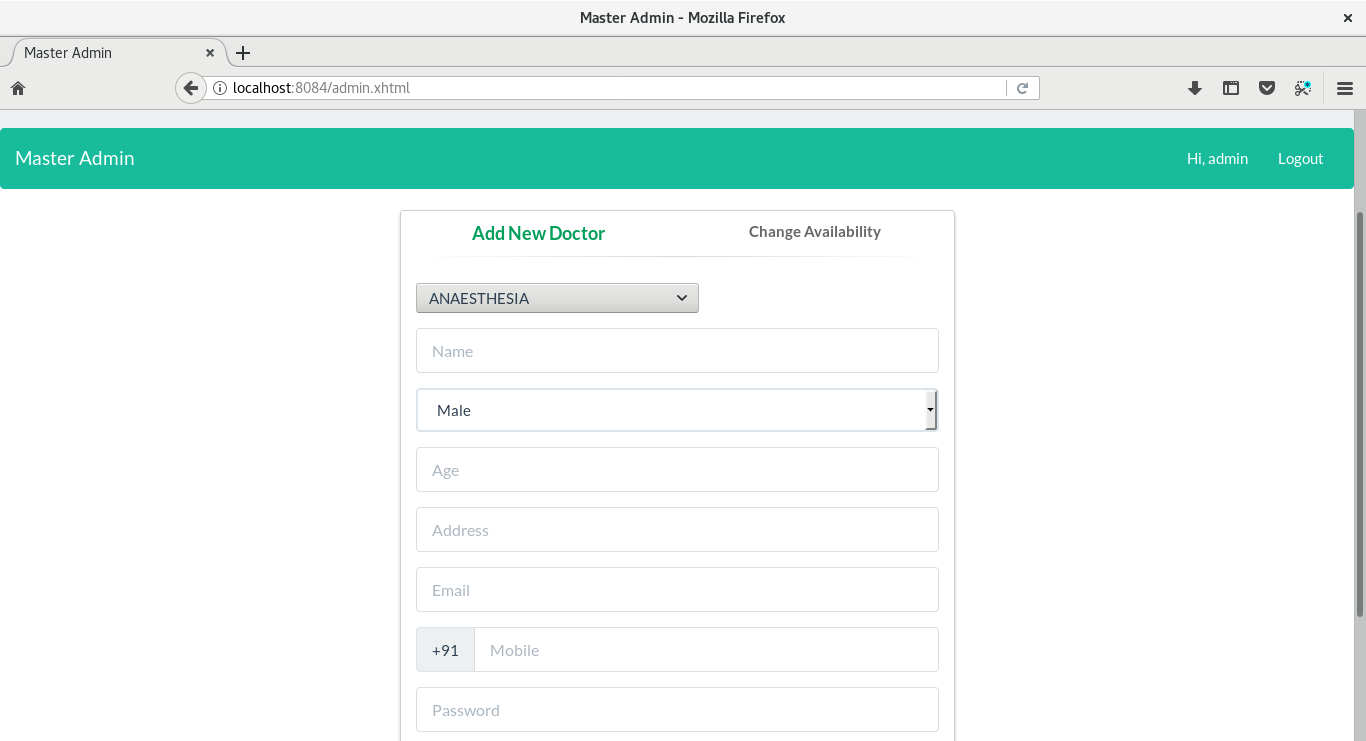 Master Admin - Mozilla Firefox
Master Admin
localhost:8084/admin.xhtml
Master Admin
Hi, admin
Logout
Add New Doctor
Change Availability
ANAESTHESIA
Name
Male
Age
Address
Email
+91
Mobile
Password